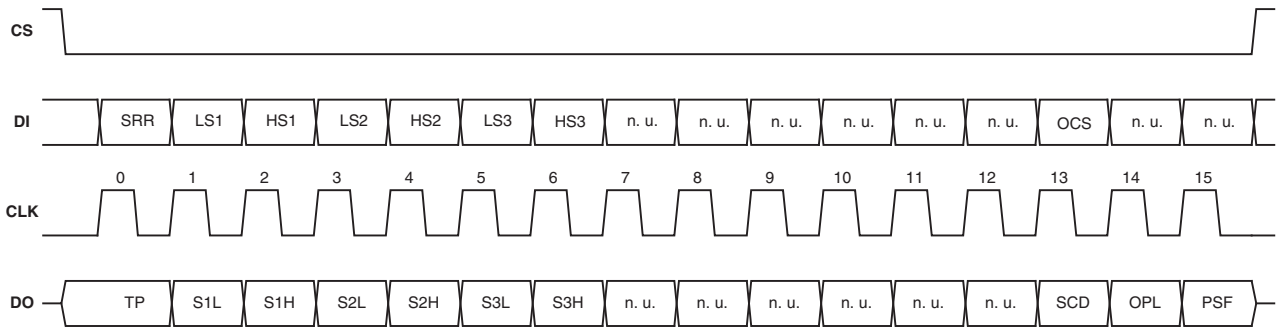 CS
DI SRR LS1 HS1 LS2 HS2 LS3 HS3 n. u. n. u. n. u. n. u. n. u. n. u. OCS n. u. n. u.
0 1 2 3 4 5 6 7 8 9 10 11 12 13 14 15
CLK
DO TP S1L S1H S2L S2H S3L S3H n. u. n. u. n. u. n. u. n. u. n. u. SCD OPL PSF